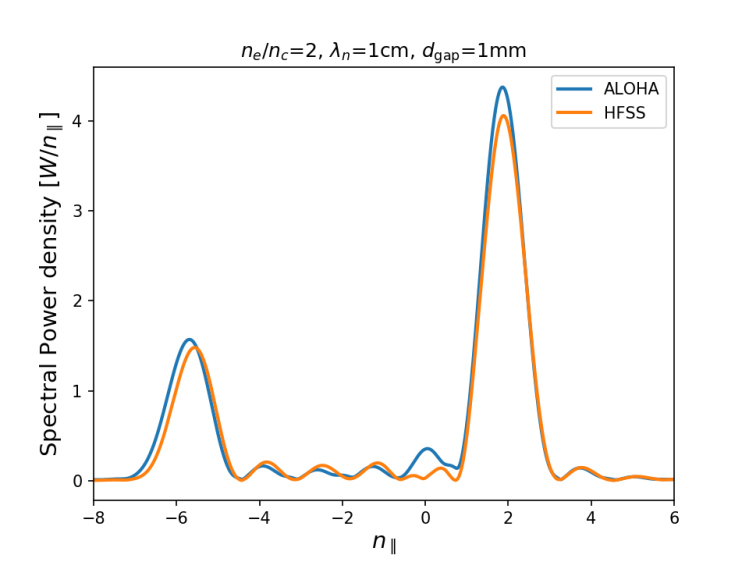 n_e/n_c=2, λ_n=1cm, d_gap=1mm
ALOHA
HFSS
Spectral Power density [W/n_∥]
4
3
2
1
0
−8 −6 −4 −2 0 2 4 6
n_∥